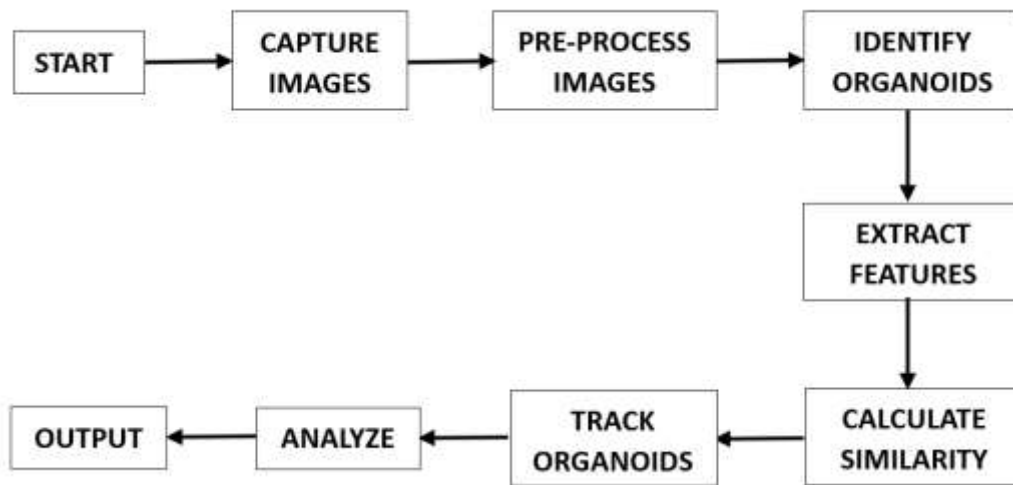 START
CAPTURE
IMAGES
PRE-PROCESS
IMAGES
IDENTIFY
ORGANOIDS
EXTRACT
FEATURES
CALCULATE
SIMILARITY
TRACK
ORGANOIDS
ANALYZE
OUTPUT